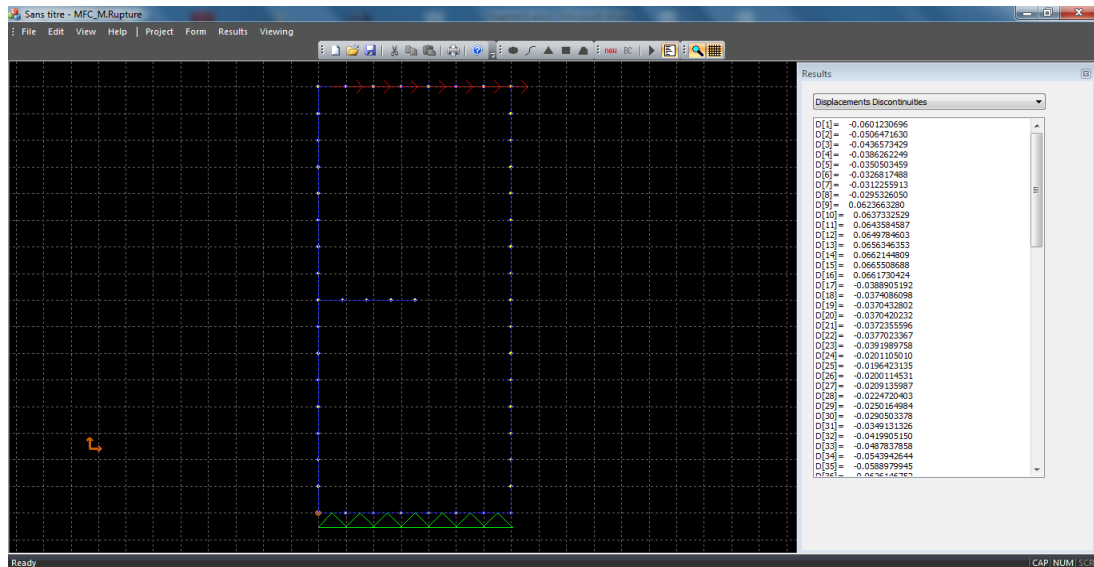 Sans titre - MFC_M.Rupture
File Edit View Help Project Form Results Viewing
new BC
Results
Displacements Discontinuities
D[1]= -0.0601230696
D[2]= -0.0506471630
D[3]= -0.0436573429
D[4]= -0.0386262249
D[5]= -0.0350503459
D[6]= -0.0326817488
D[7]= -0.0312255913
D[8]= -0.0295326050
D[9]= 0.0623663280
D[10]= 0.0637332529
D[11]= 0.0643584587
D[12]= 0.0649784603
D[13]= 0.0656346353
D[14]= 0.0662144809
D[15]= 0.0665508688
D[16]= 0.0661730424
D[17]= -0.0388905192
D[18]= -0.0374086098
D[19]= -0.0370432802
D[20]= -0.0370420232
D[21]= -0.0372355596
D[22]= -0.0377023367
D[23]= -0.0391989758
D[24]= -0.0201105010
D[25]= -0.0196423135
D[26]= -0.0200114531
D[27]= -0.0209135987
D[28]= -0.0224720403
D[29]= -0.0250164984
D[30]= -0.0290503378
D[31]= -0.0349131326
D[32]= -0.0419905150
D[33]= -0.0487837858
D[34]= -0.0543942644
D[35]= -0.0588979945
Ready
CAP NUM SCR